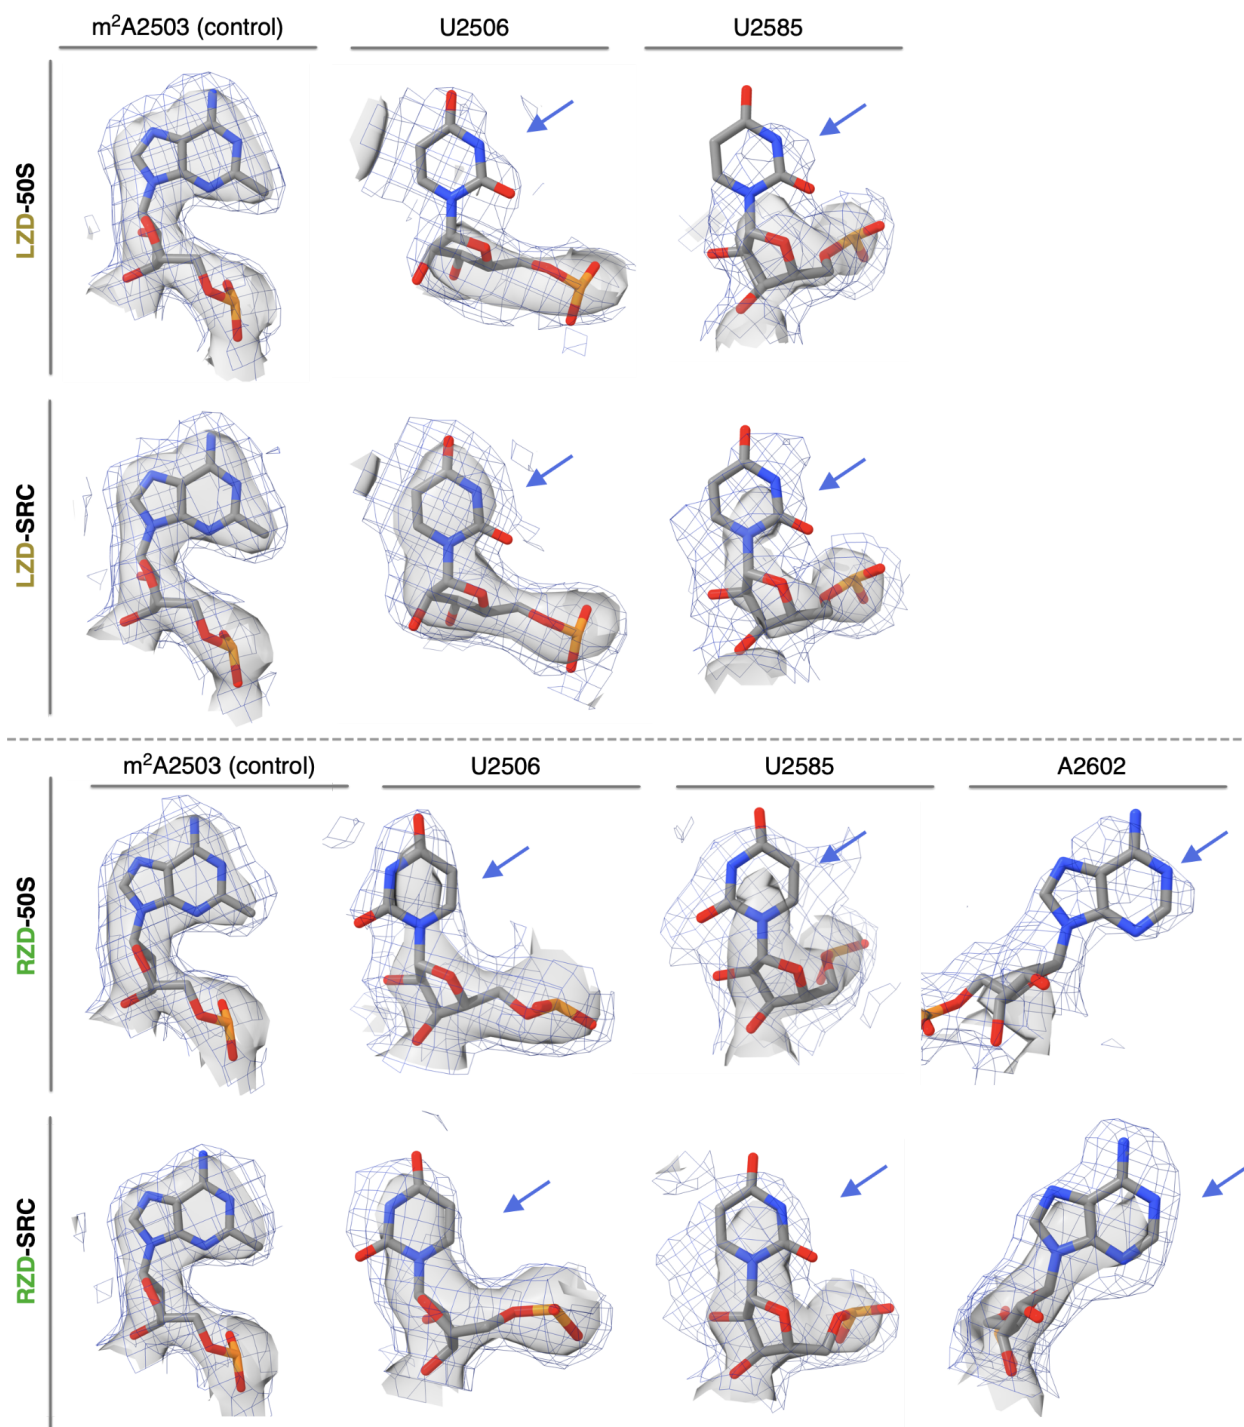 m²A2503 (control) U2506 U2585
LZD-50S
LZD-SRC
m²A2503 (control) U2506 U2585 A2602
RZD-50S
RZD-SRC